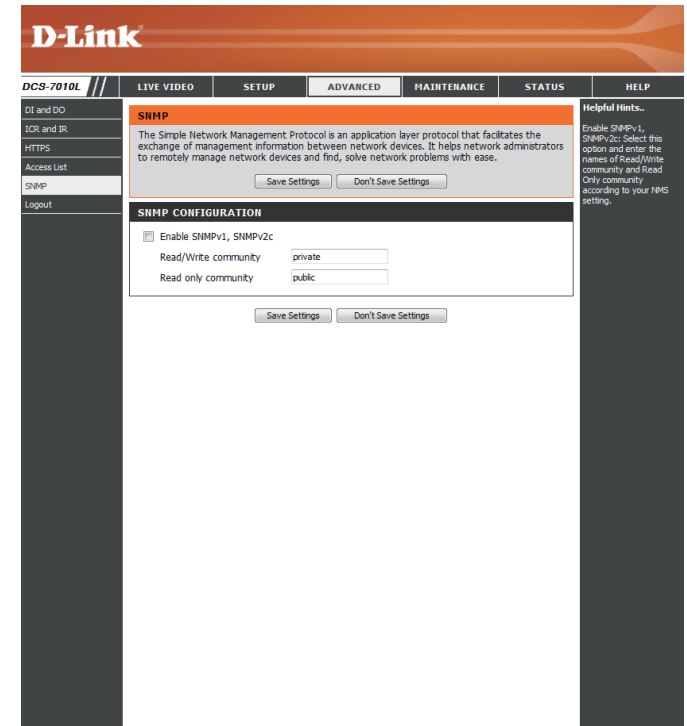 D-Link
DCS-7010L // LIVE VIDEO SETUP ADVANCED MAINTENANCE STATUS HELP
DI and DO
ICR and IR
HTTPS
Access List
SNMP
Logout
SNMP
The Simple Network Management Protocol is an application layer protocol that facilitates the
exchange of management information between network devices. It helps network administrators
to remotely manage network devices and find, solve network problems with ease.
Save Settings Don't Save Settings
SNMP CONFIGURATION
Enable SNMPv1, SNMPv2c
Read/Write community private
Read only community public
Save Settings Don't Save Settings
Helpful Hints..
Enable SNMPv1,
SNMPv2c: Select this
option and enter the
names of Read/Write
community and Read
Only community
according to your NMS
setting.